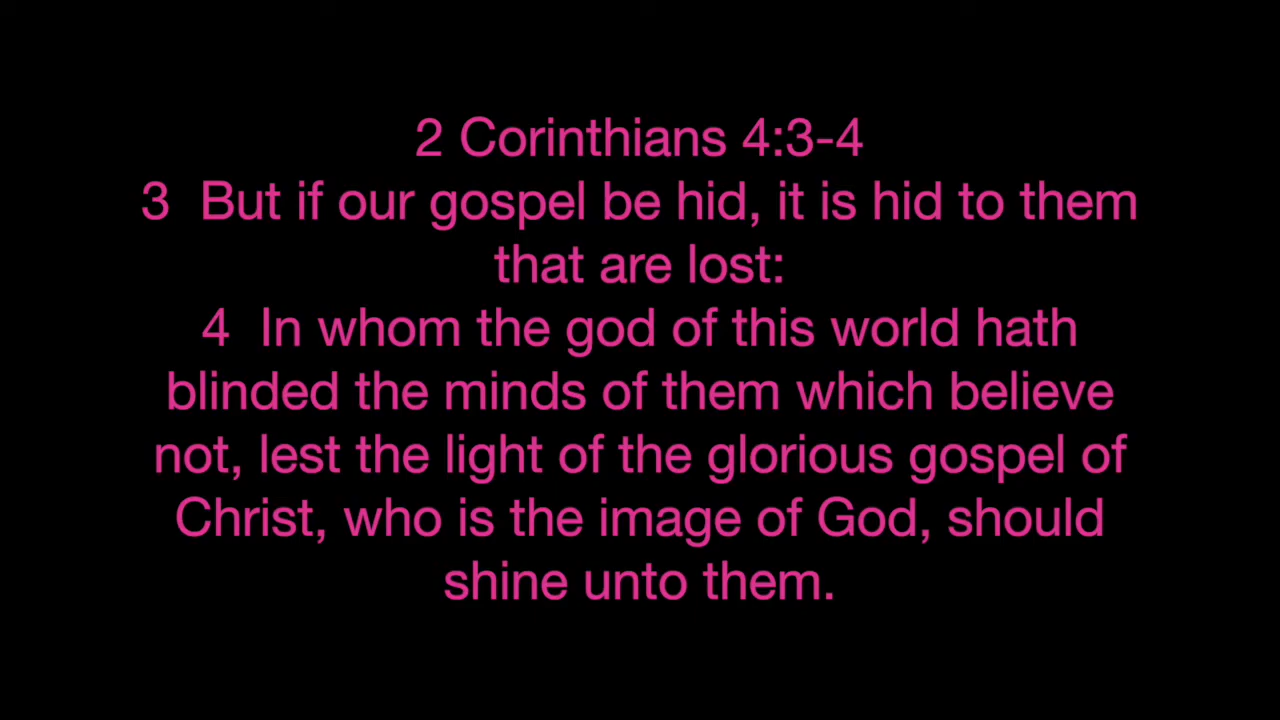 2 Corinthians 4:3-4
3  But if our gospel be hid, it is hid to them
that are lost:
4  In whom the god of this world hath
blinded the minds of them which believe
not, lest the light of the glorious gospel of
Christ, who is the image of God, should
shine unto them.